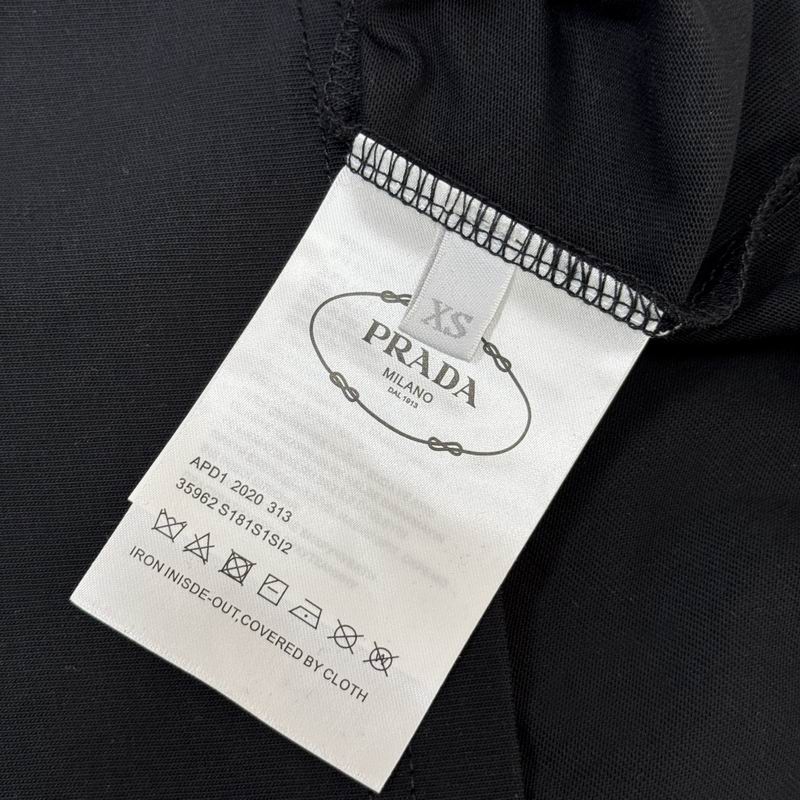 XS
PRADA
MILANO
DAL 1913
APD1 2020 313
35962 S181S1SI2
IRON INISDE-OUT,COVERED BY CLOTH